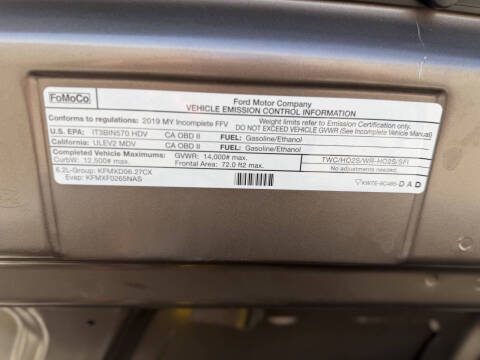 FoMoCo
Ford Motor Company
VEHICLE EMISSION CONTROL INFORMATION
Conforms to regulations: 2019 MY Incomplete FFV
Weight limits refer to Emission Certification only.
DO NOT EXCEED VEHICLE GVWR (See Incomplete Vehicle Manual)
U.S. EPA: IT3BIN570 HDV CA OBD II FUEL: Gasoline/Ethanol
California: ULEV2 MDV CA OBD II FUEL: Gasoline/Ethanol
Completed Vehicle Maximums: GVWR: 14,000# max. TWC/HO2S/WR-HO2S/SFI
CurbW: 12,500# max. Frontal Area: 72.0 ft2 max. No adjustments needed.
6.2L-Group: KFMXD06.27CX
Evap: KFMXF0265NAS
D A D